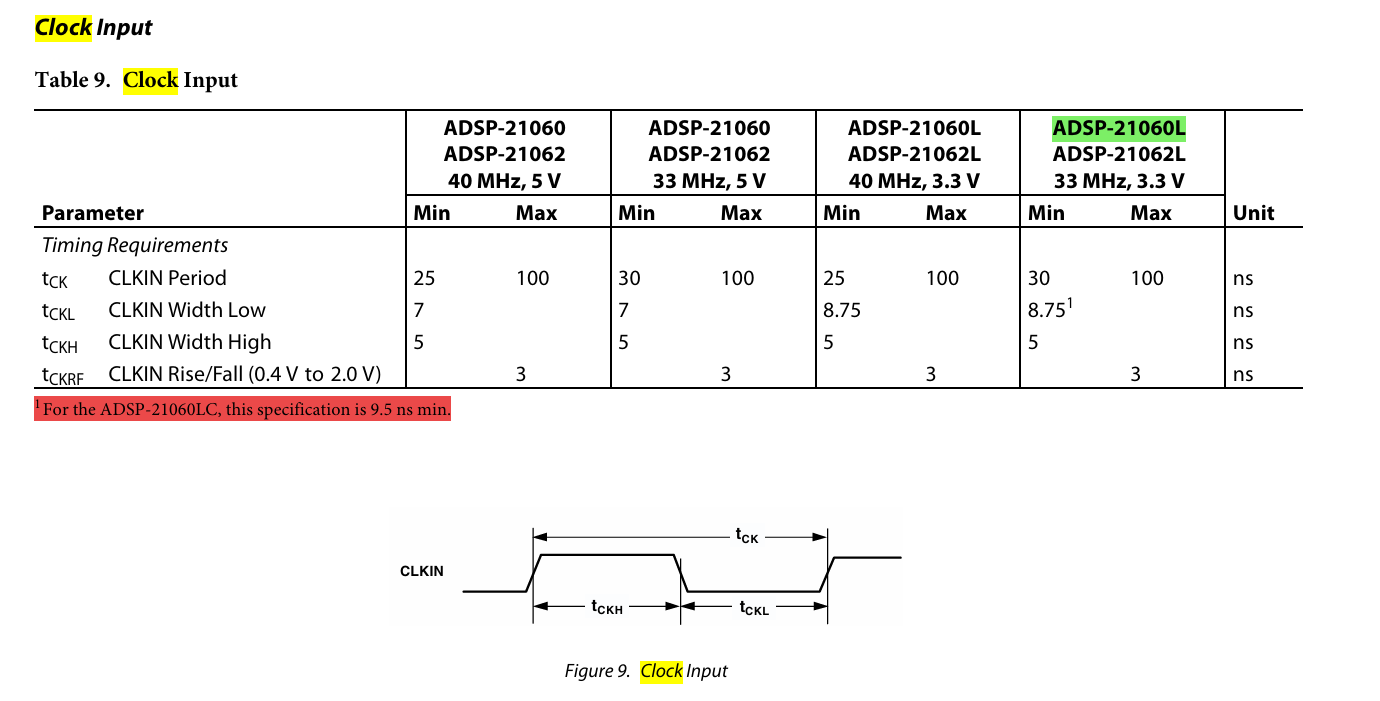 Clock Input
Table 9. Clock Input
ADSP-21060 ADSP-21060 ADSP-21060L ADSP-21060L
ADSP-21062 ADSP-21062 ADSP-21062L ADSP-21062L
40 MHz, 5 V 33 MHz, 5 V 40 MHz, 3.3 V 33 MHz, 3.3 V
Parameter Min Max Min Max Min Max Min Max Unit
Timing Requirements
tCK CLKIN Period 25 100 30 100 25 100 30 100 ns
tCKL CLKIN Width Low 7 7 8.75 8.75¹ ns
tCKH CLKIN Width High 5 5 5 5 ns
tCKRF CLKIN Rise/Fall (0.4 V to 2.0 V) 3 3 3 3 ns
¹ For the ADSP-21060LC, this specification is 9.5 ns min.
tCK
CLKIN
tCKH tCKL
Figure 9. Clock Input